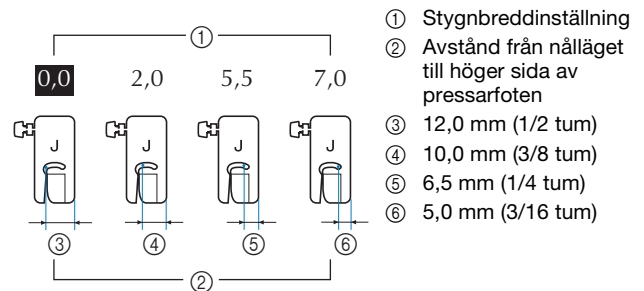 ①
0,0 2,0 5,5 7,0
J J J J
③ ④ ⑤ ⑥
②
① Stygnbreddinställning
② Avstånd från nålläget
till höger sida av
pressarfoten
③ 12,0 mm (1/2 tum)
④ 10,0 mm (3/8 tum)
⑤ 6,5 mm (1/4 tum)
⑥ 5,0 mm (3/16 tum)